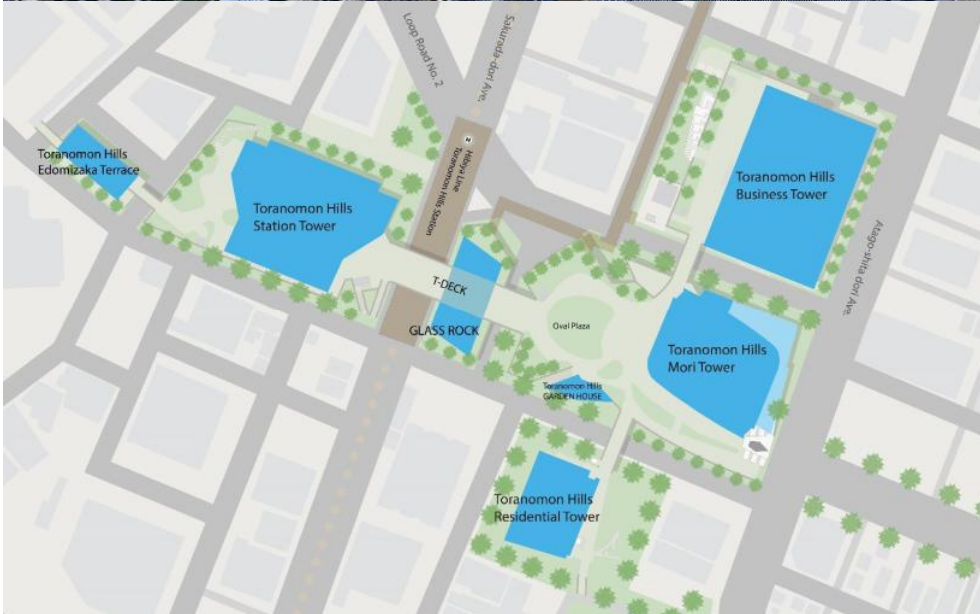 Loop Road No. 2
Sakurada-dori Ave.
Toranomon Hills
Edomizaka Terrace
Toranomon Hills
Station Tower
Hibiya Line
Toranomon Hills Station
T-DECK
GLASS ROCK
Oval Plaza
Toranomon Hills
GARDEN HOUSE
Toranomon Hills
Business Tower
Toranomon Hills
Mori Tower
Atago-shita dori Ave.
Toranomon Hills
Residential Tower